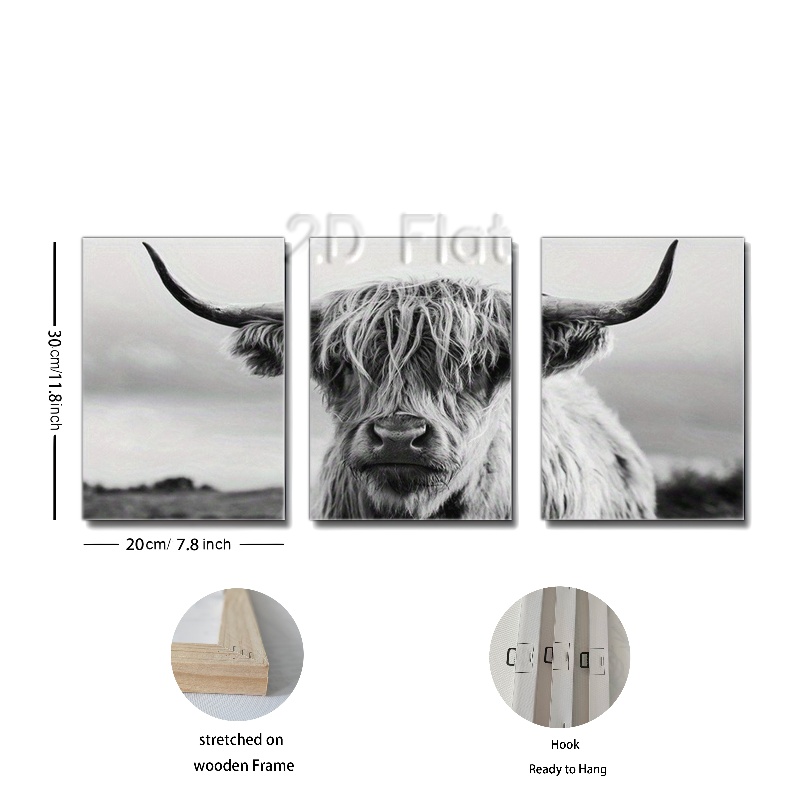 2D Flat
30cm/11.8inch
20cm/ 7.8 inch
stretched on
wooden Frame
Hook
Ready to Hang